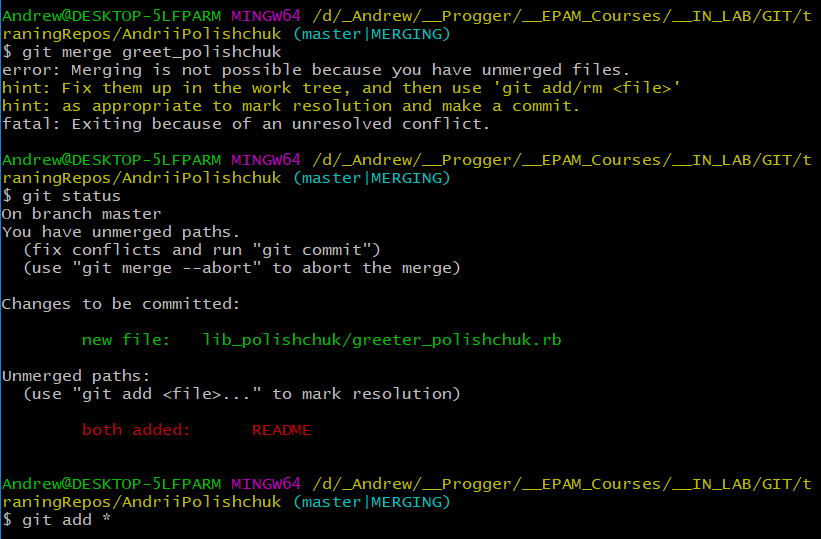 Andrew@DESKTOP-5LFPARM MINGW64 /d/_Andrew/__Progger/__EPAM_Courses/__IN_LAB/GIT/t
raningRepos/AndriiPolishchuk (master|MERGING)
$ git merge greet_polishchuk
error: Merging is not possible because you have unmerged files.
hint: Fix them up in the work tree, and then use 'git add/rm <file>'
hint: as appropriate to mark resolution and make a commit.
fatal: Exiting because of an unresolved conflict.

Andrew@DESKTOP-5LFPARM MINGW64 /d/_Andrew/__Progger/__EPAM_Courses/__IN_LAB/GIT/t
raningRepos/AndriiPolishchuk (master|MERGING)
$ git status
On branch master
You have unmerged paths.
  (fix conflicts and run "git commit")
  (use "git merge --abort" to abort the merge)

Changes to be committed:

        new file:   lib_polishchuk/greeter_polishchuk.rb

Unmerged paths:
  (use "git add <file>..." to mark resolution)

        both added:      README

Andrew@DESKTOP-5LFPARM MINGW64 /d/_Andrew/__Progger/__EPAM_Courses/__IN_LAB/GIT/t
raningRepos/AndriiPolishchuk (master|MERGING)
$ git add *